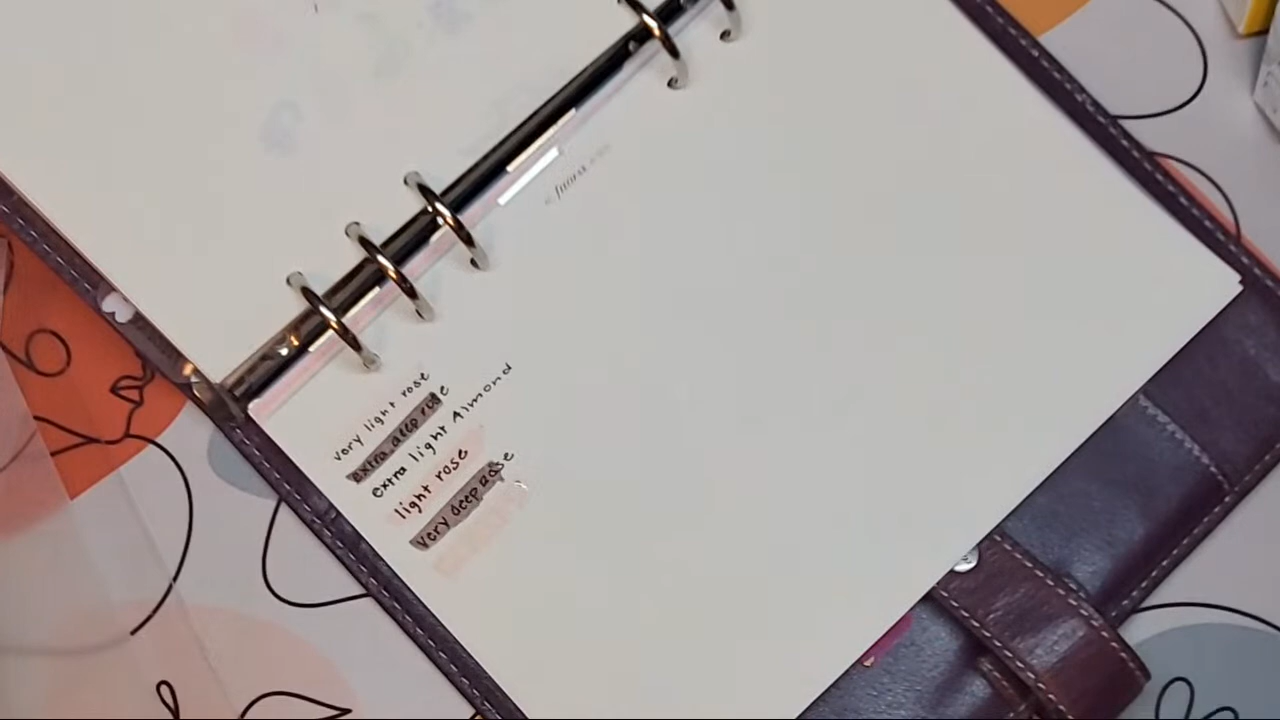 very light rose
extra deep rose
extra light Almond
light rose
very deep rose